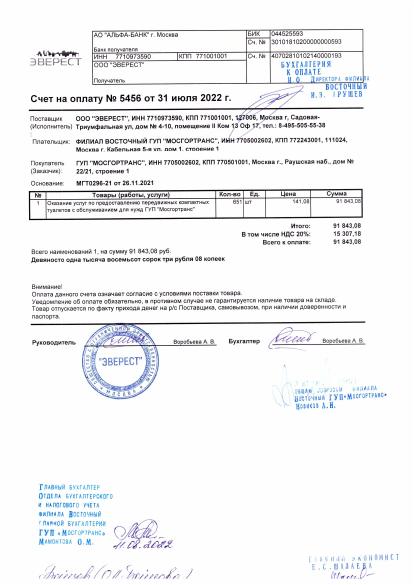 АО "АЛЬФА-БАНК" г. Москва
БИК 044525593
Сч. № 30101810200000000593
Банк получателя
ИНН 7710973590 КПП 771001001
Сч. № 40702810102140000193
ООО "ЭВЕРЕСТ"
Получатель
ЭВЕРЕСТ
БУХГАЛТЕРИЯ
К ОПЛАТЕ
И.О. ДИРЕКТОРА ФИЛИАЛА
ВОСТОЧНЫЙ
Счет на оплату № 5456 от 31 июля 2022 г.
Поставщик (Исполнитель)
ООО "ЭВЕРЕСТ", ИНН 7710973590, КПП 771001001, 127006, Москва г, Садовая-
Триумфальная ул, дом № 4-10, помещение II Ком 13 Оф 17, тел.: 8-495-505-55-38
Плательщик:
ФИЛИАЛ ВОСТОЧНЫЙ ГУП "МОСГОРТРАНС", ИНН 7705002602, КПП 772243001, 111024,
Москва г. Кабельная 5-я ул. дом 1. строение 1
Покупатель (Заказчик):
ГУП "МОСГОРТРАНС", ИНН 7705002602, КПП 770501001, Москва г., Раушская наб., дом №
22/21, строение 1
Основание:
МГТ0296-21 от 26.11.2021
№ Товары (работы, услуги) Кол-во Ед. Цена Сумма
1 Оказание услуг по предоставлению передвижных компактных
туалетов с обслуживанием для нужд ГУП "Мосгортранс"
651 шт 141,08 91 843,08
Итого: 91 843,08
В том числе НДС 20%: 15 307,18
Всего к оплате: 91 843,08
Всего наименований 1, на сумму 91 843,08 руб.
Девяносто одна тысяча восемьсот сорок три рубля 08 копеек
Внимание!
Оплата данного счета означает согласие с условиями поставки товара.
Уведомление об оплате обязательно, в противном случае не гарантируется наличие товара на складе.
Товар отпускается по факту прихода денег на р/с Поставщика, самовывозом, при наличии доверенности и
паспорта.
Руководитель Воробьева А. В. Бухгалтер Воробьева А. В.
"ЭВЕРЕСТ"
МОСКВА
ФИЛИАЛА
ВОСТОЧНЫЙ ГУП «МОСГОРТРАНС»
НОВИКОВ А.Н.
ГЛАВНЫЙ БУХГАЛТЕР
ОТДЕЛА БУХГАЛТЕРСКОГО
И НАЛОГОВОГО УЧЕТА
ФИЛИАЛА ВОСТОЧНЫЙ
ГЛАВНОЙ БУХГАЛТЕРИИ
ГУП «МОСГОРТРАНС»
МАМОНТОВА О.М.
11.08.2022
ГЛАВНЫЙ ЭКОНОМИСТ